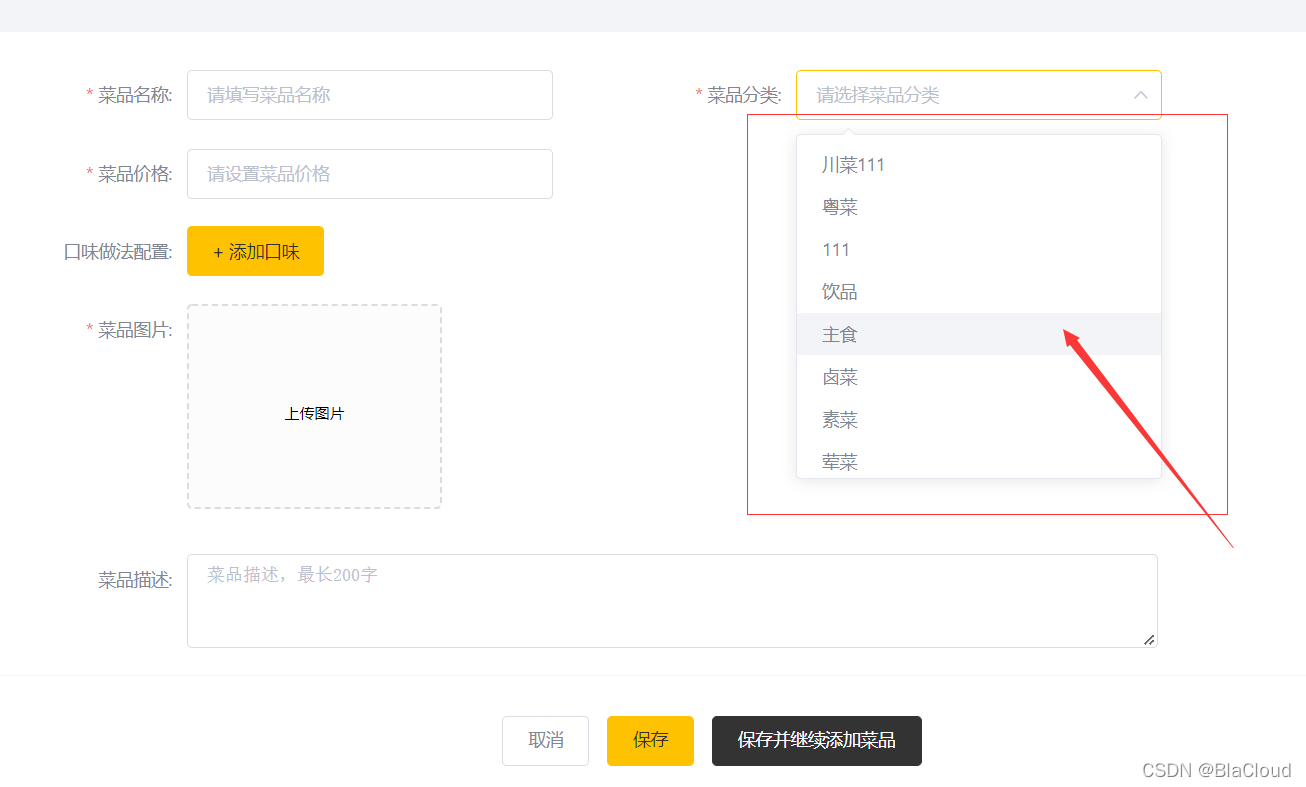 * 菜品名称:
请填写菜品名称
* 菜品分类:
请选择菜品分类
川菜111
粤菜
111
饮品
主食
卤菜
素菜
荤菜
* 菜品价格:
请设置菜品价格
口味做法配置:
+ 添加口味
* 菜品图片:
上传图片
菜品描述:
菜品描述，最长200字
取消
保存
保存并继续添加菜品
CSDN @BlaCloud